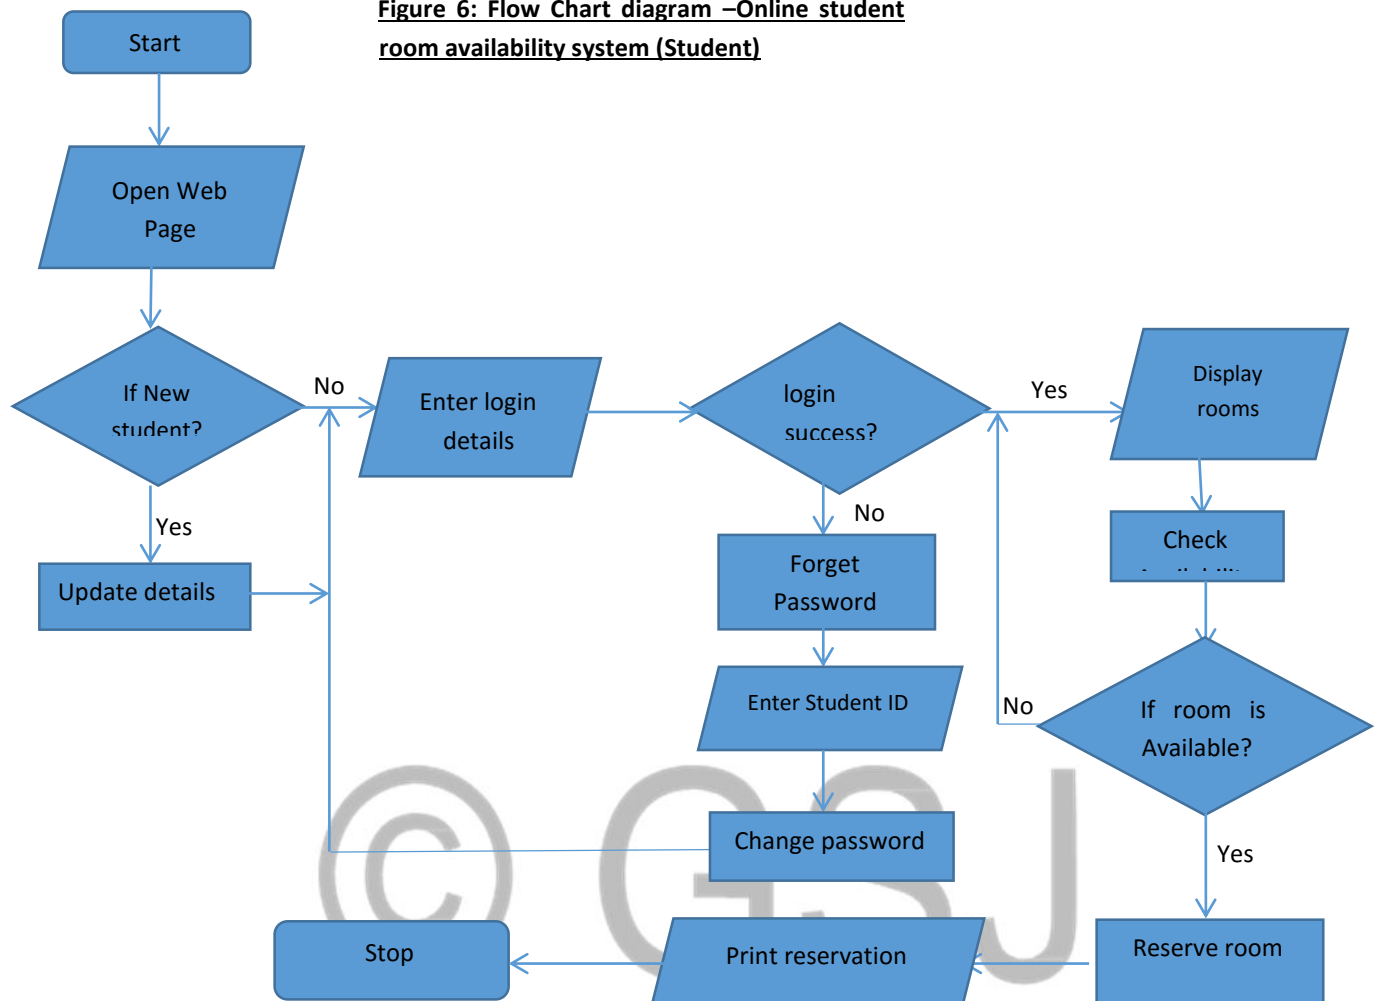 Figure 6: Flow Chart diagram –Online student
room availability system (Student)
Start
Open Web
Page
If New
student?
No
Yes
Update details
Enter login
details
login
success?
Yes
No
Display
rooms
Check
Forget
Password
Enter Student ID
Change password
If room is
Available?
No
Yes
Reserve room
Print reservation
Stop
© GSJ